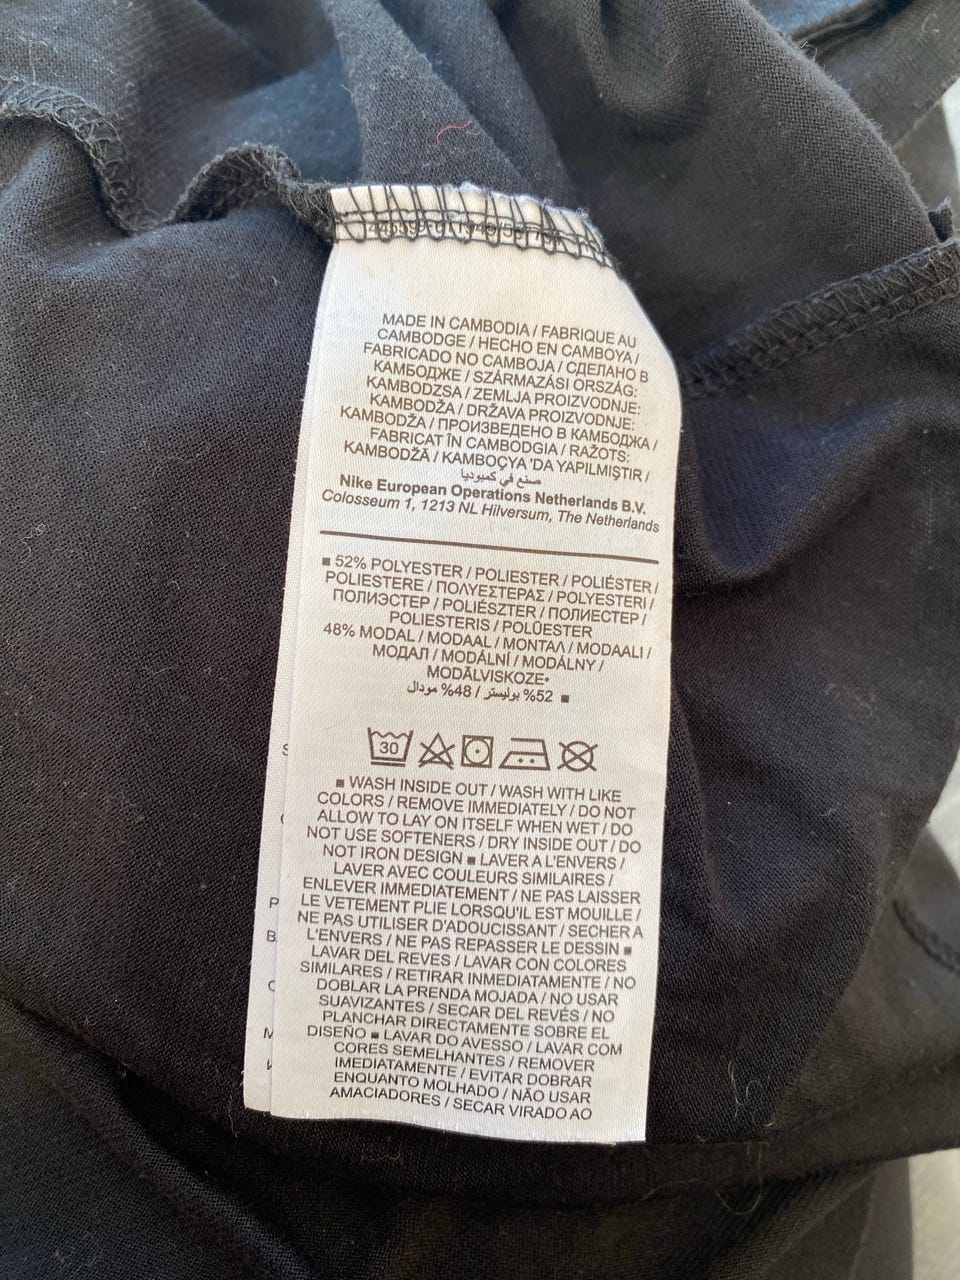 MADE IN CAMBODIA / FABRIQUE AU
CAMBODGE / HECHO EN CAMBOYA /
FABRICADO NO CAMBOJA / СДЕЛАНО В
КАМБОДЖЕ / SZÁRMAZÁSI ORSZÁG:
KAMBODZSA / ZEMLJA PROIZVODNJE:
KAMBODŽA / DRŽAVA PROIZVODNJE:
KAMBODŽA / ПРОИЗВЕДЕНО В КАМБОДЖА /
FABRICAT ÎN CAMBODGIA / RAŽOTS:
KAMBODŽĀ / KAMBOÇYA 'DA YAPILMIŞTIR /
صنع في كمبوديا
Nike European Operations Netherlands B.V.
Colosseum 1, 1213 NL Hilversum, The Netherlands
■ 52% POLYESTER / POLIESTER / POLIÉSTER /
POLIESTERE / ΠΟΛΥΕΣΤΕΡΑΣ / POLYESTERI /
ПОЛИЭСТЕР / POLIÉSZTER / ПОЛИЕСТЕР /
POLIESTERIS / POLÜESTER
48% MODAL / MODAAL / ΜΟΝΤΑΛ / MODAALI /
МОДАЛ / MODÁLNÍ / MODÁLNY /
MODĀLVISKOZE•
■ 52% بوليستر / 48% مودال
30
■ WASH INSIDE OUT / WASH WITH LIKE
COLORS / REMOVE IMMEDIATELY / DO NOT
ALLOW TO LAY ON ITSELF WHEN WET / DO
NOT USE SOFTENERS / DRY INSIDE OUT / DO
NOT IRON DESIGN ■ LAVER A L'ENVERS /
LAVER AVEC COULEURS SIMILAIRES /
ENLEVER IMMEDIATEMENT / NE PAS LAISSER
LE VETEMENT PLIE LORSQU'IL EST MOUILLE /
NE PAS UTILISER D'ADOUCISSANT / SECHER A
L'ENVERS / NE PAS REPASSER LE DESSIN ■
LAVAR DEL REVES / LAVAR CON COLORES
SIMILARES / RETIRAR INMEDIATAMENTE / NO
DOBLAR LA PRENDA MOJADA / NO USAR
SUAVIZANTES / SECAR DEL REVÉS / NO
PLANCHAR DIRECTAMENTE SOBRE EL
DISEÑO ■ LAVAR DO AVESSO / LAVAR COM
CORES SEMELHANTES / REMOVER
IMEDIATAMENTE / EVITAR DOBRAR
ENQUANTO MOLHADO / NÃO USAR
AMACIADORES / SECAR VIRADO AO